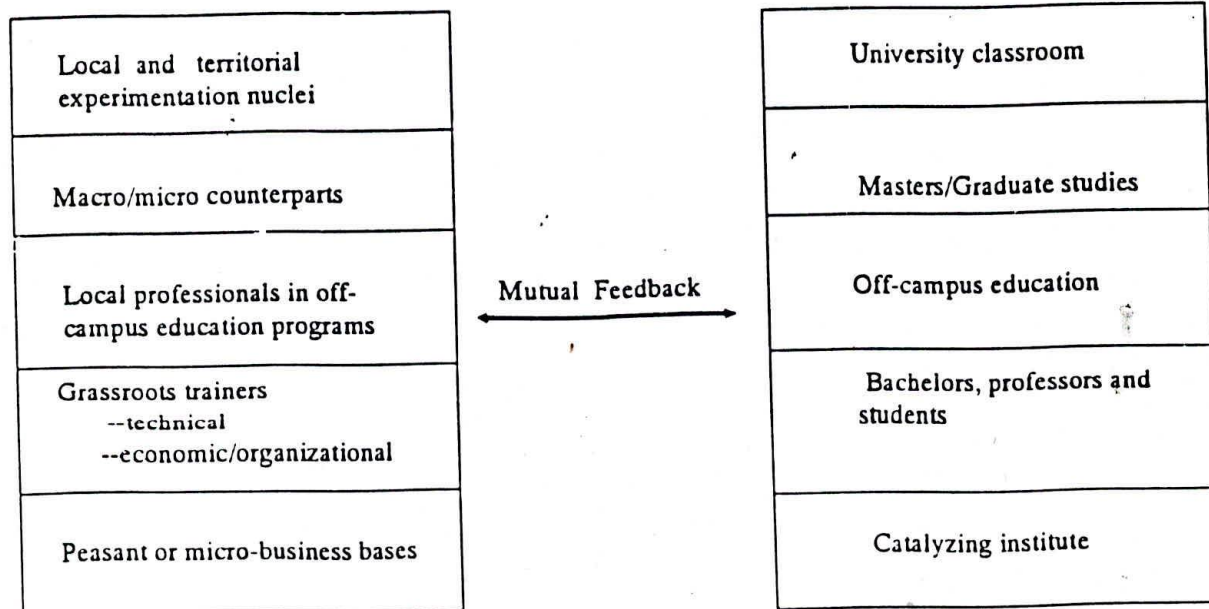 Local and territorial
experimentation nuclei
Macro/micro counterparts
Local professionals in off-
campus education programs
Grassroots trainers
--technical
--economic/organizational
Peasant or micro-business bases
Mutual Feedback
University classroom
Masters/Graduate studies
Off-campus education
Bachelors, professors and
students
Catalyzing institute